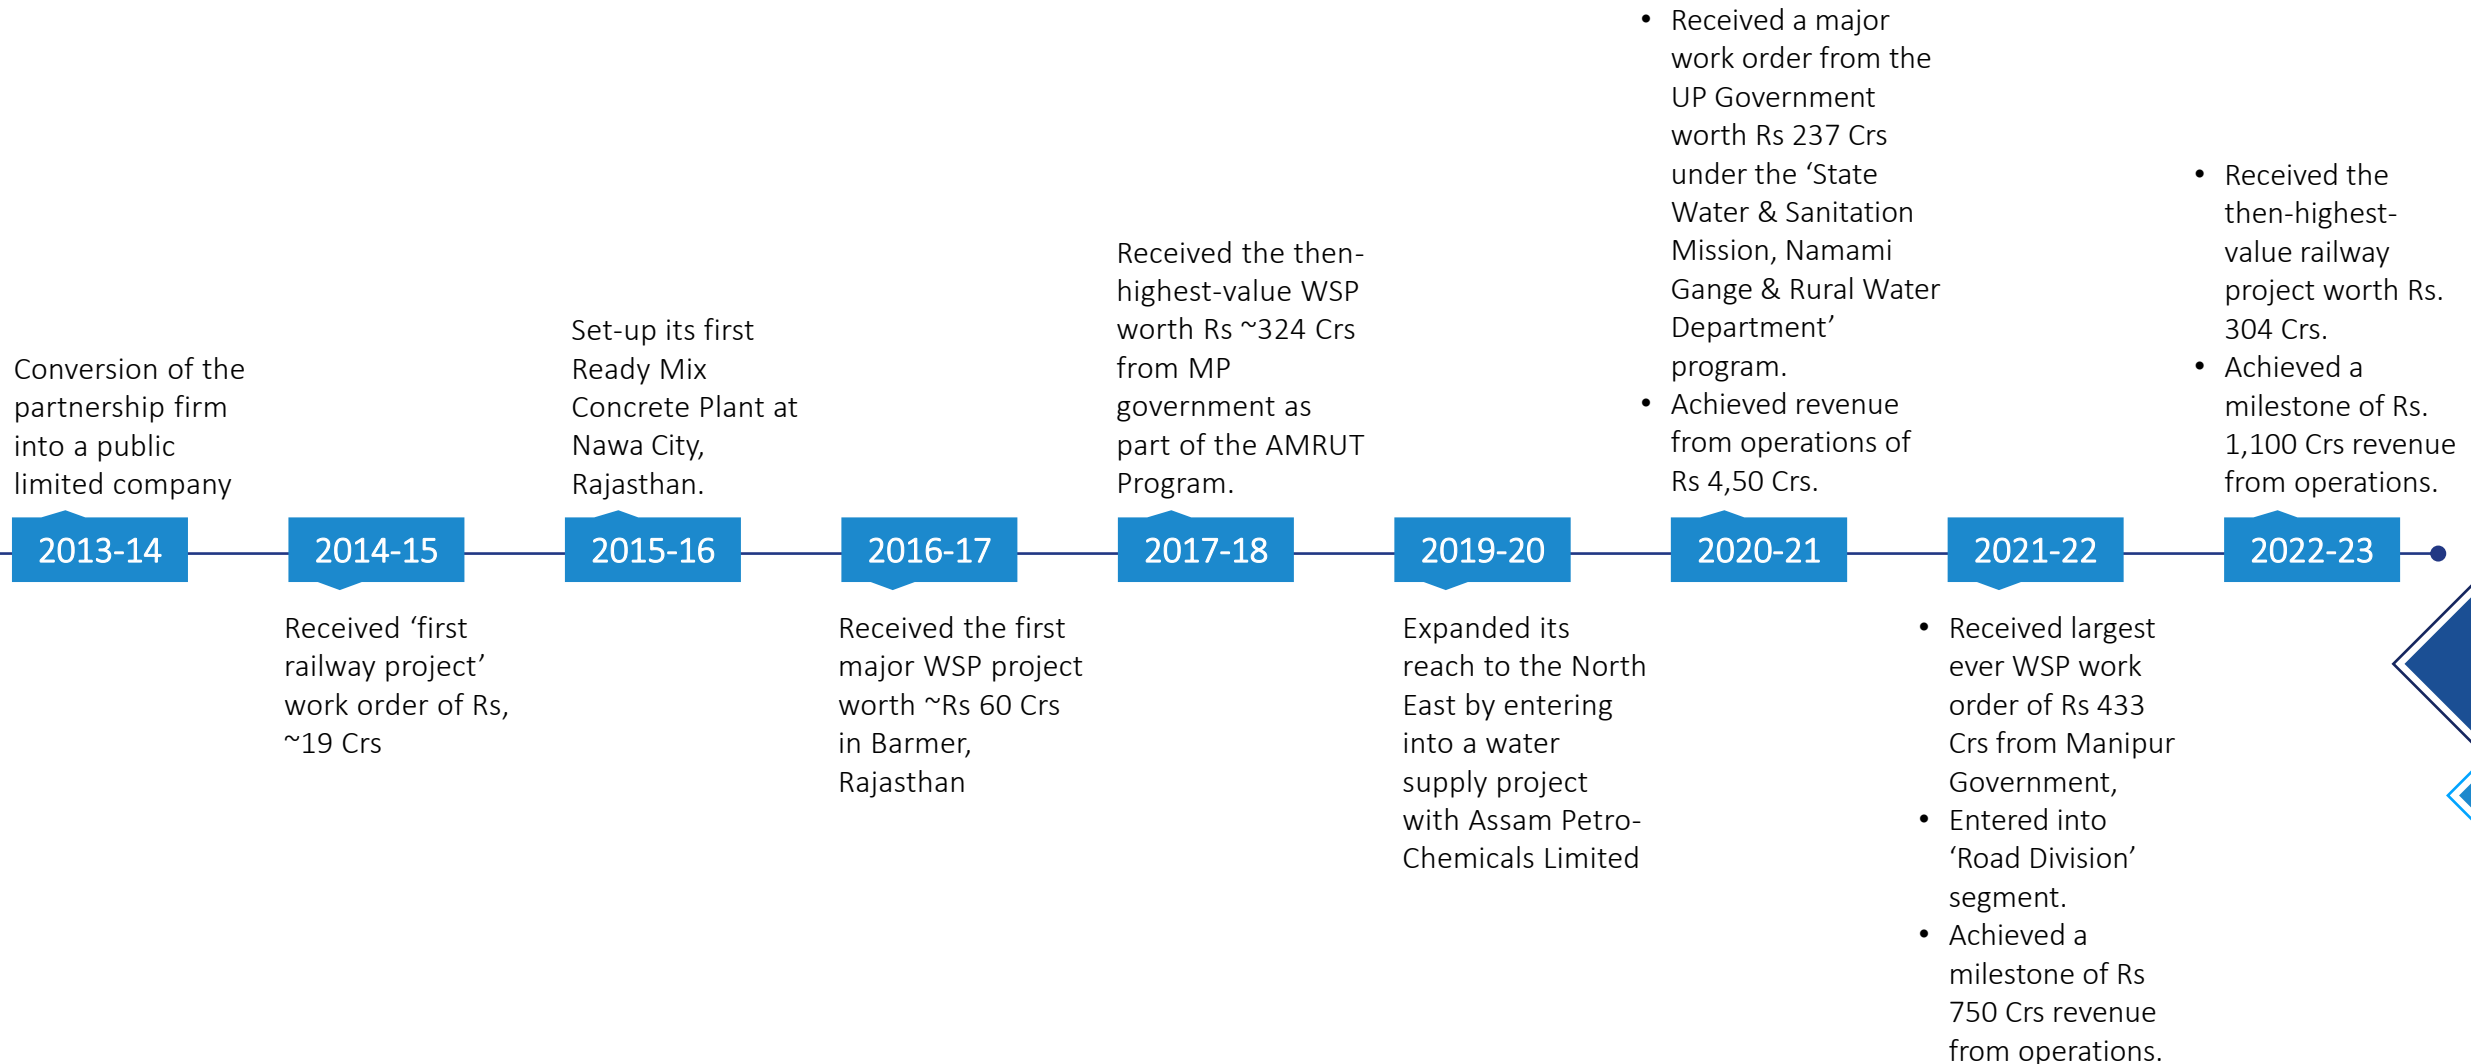 Conversion of the
partnership firm
into a public
limited company
2013-14
2014-15
Received ‘first
railway project’
work order of Rs,
~19 Crs
Set-up its first
Ready Mix
Concrete Plant at
Nawa City,
Rajasthan.
2015-16
2016-17
Received the first
major WSP project
worth ~Rs 60 Crs
in Barmer,
Rajasthan
Received the then-
highest-value WSP
worth Rs ~324 Crs
from MP
government as
part of the AMRUT
Program.
2017-18
2019-20
Expanded its
reach to the North
East by entering
into a water
supply project
with Assam Petro-
Chemicals Limited
• Received a major
work order from the
UP Government
worth Rs 237 Crs
under the ‘State
Water & Sanitation
Mission, Namami
Gange & Rural Water
Department’
program.
• Achieved revenue
from operations of
Rs 4,50 Crs.
2020-21
2021-22
• Received largest
ever WSP work
order of Rs 433
Crs from Manipur
Government,
• Entered into
‘Road Division’
segment.
• Achieved a
milestone of Rs
750 Crs revenue
from operations.
• Received the
then-highest-
value railway
project worth Rs.
304 Crs.
• Achieved a
milestone of Rs.
1,100 Crs revenue
from operations.
2022-23